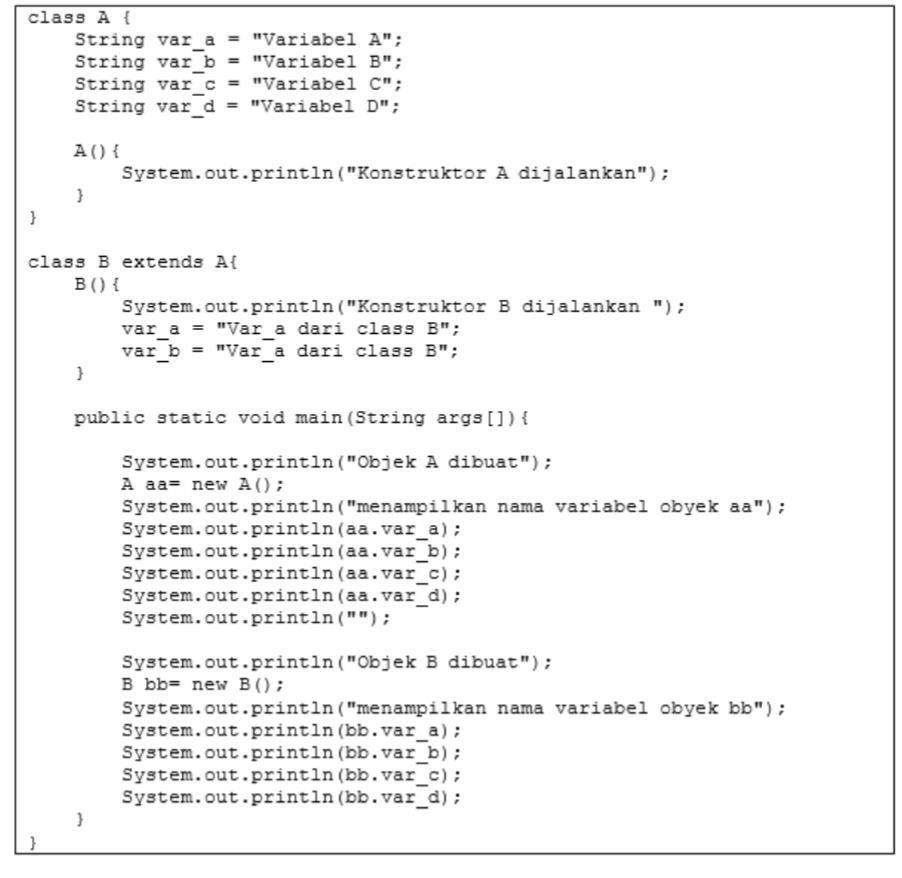 class A {
    String var_a = "Variabel A";
    String var_b = "Variabel B";
    String var_c = "Variabel C";
    String var_d = "Variabel D";

    A(){
        System.out.println("Konstruktor A dijalankan");
    }
}

class B extends A{
    B(){
        System.out.println("Konstruktor B dijalankan ");
        var_a = "Var_a dari class B";
        var_b = "Var_a dari class B";
    }

    public static void main(String args[]){

        System.out.println("Objek A dibuat");
        A aa= new A();
        System.out.println("menampilkan nama variabel obyek aa");
        System.out.println(aa.var_a);
        System.out.println(aa.var_b);
        System.out.println(aa.var_c);
        System.out.println(aa.var_d);
        System.out.println("");

        System.out.println("Objek B dibuat");
        B bb= new B();
        System.out.println("menampilkan nama variabel obyek bb");
        System.out.println(bb.var_a);
        System.out.println(bb.var_b);
        System.out.println(bb.var_c);
        System.out.println(bb.var_d);
    }
}